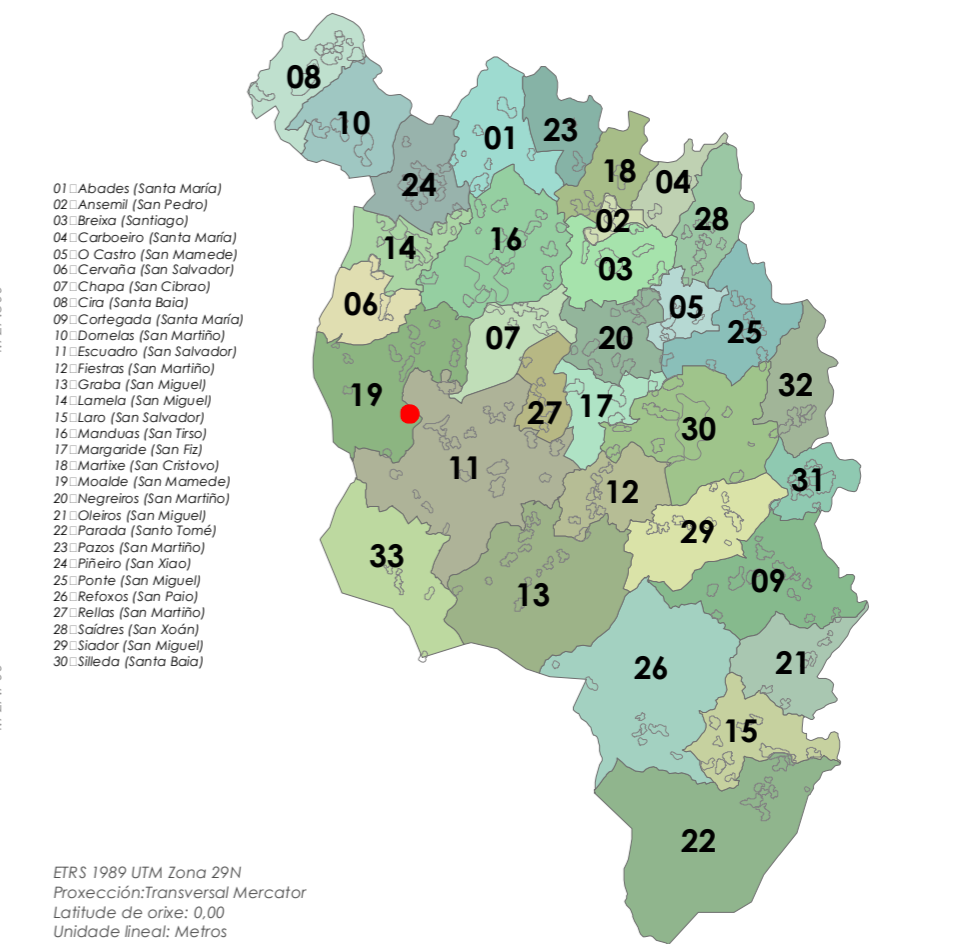 08
10
01
23
18
04
24
02
28
01 Abades (Santa María)
02 Ansemil (San Pedro)
03 Breixa (Santiago)
04 Carboeiro (Santa María)
05 O Castro (San Mamede)
06 Cervaña (San Salvador)
07 Chapa (San Cibrao)
08 Cira (Santa Baia)
09 Cortegada (Santa María)
10 Dornelas (San Martiño)
11 Escuadro (San Salvador)
12 Fiestras (San Martiño)
13 Graba (San Miguel)
14 Lamela (San Miguel)
15 Laro (San Salvador)
16 Manduas (San Tirso)
17 Margaride (San Fiz)
18 Martixe (San Cristovo)
19 Moalde (San Mamede)
20 Negreiros (San Martiño)
21 Oleiros (San Miguel)
22 Parada (Santo Tomé)
23 Pazos (San Martiño)
24 Piñeiro (San Xiao)
25 Ponte (San Miguel)
26 Refoxos (San Paio)
27 Rellas (San Martiño)
28 Saídres (San Xoán)
29 Siador (San Miguel)
30 Silleda (Santa Baia)
14
16
03
06
05
07
20
25
19
27
17
32
30
11
12
31
29
33
13
09
26
21
15
22
ETRS 1989 UTM Zona 29N
Proxección:Transversal Mercator
Latitude de orixe: 0,00
Unidade lineal: Metros